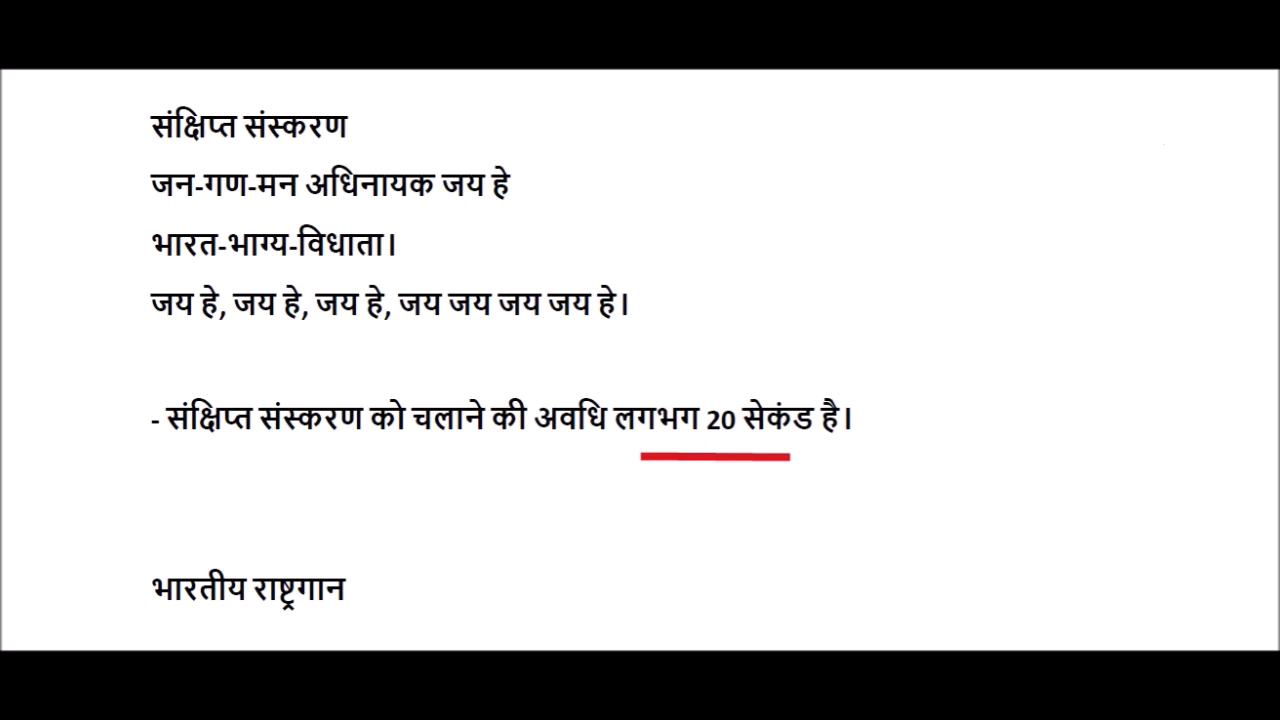 संक्षिप्त संस्करण
जन-गण-मन अधिनायक जय हे
भारत-भाग्य-विधाता।
जय हे, जय हे, जय हे, जय जय जय जय हे।
- संक्षिप्त संस्करण को चलाने की अवधि लगभग 20 सेकंड है।
भारतीय राष्ट्रगान